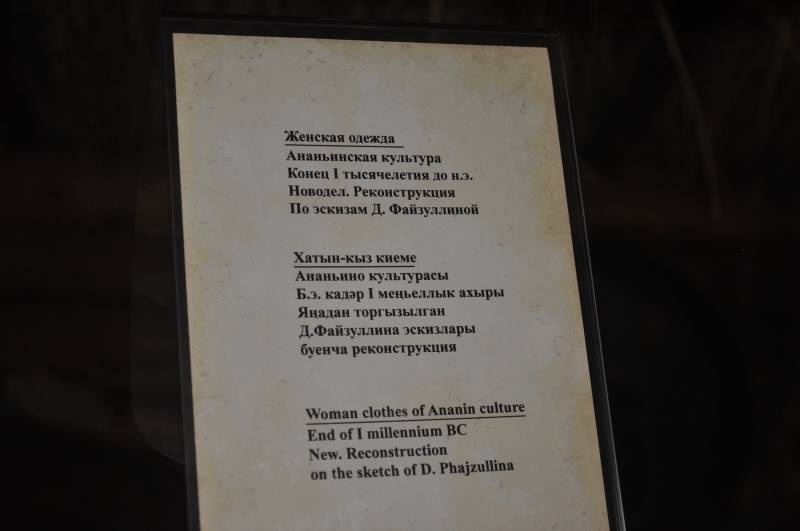 Женская одежда
Ананьинская культура
Конец I тысячелетия до н.э.
Новодел. Реконструкция
По эскизам Д. Файзуллиной
Хатын-кыз киеме
Ананьино культурасы
Б.э. кадәр I меңьеллык ахыры
Яңадан торгызылган
Д.Файзуллина эскизлары
буенча реконструкция
Woman clothes of Ananin culture
End of I millennium BC
New. Reconstruction
on the sketch of D. Phajzullina